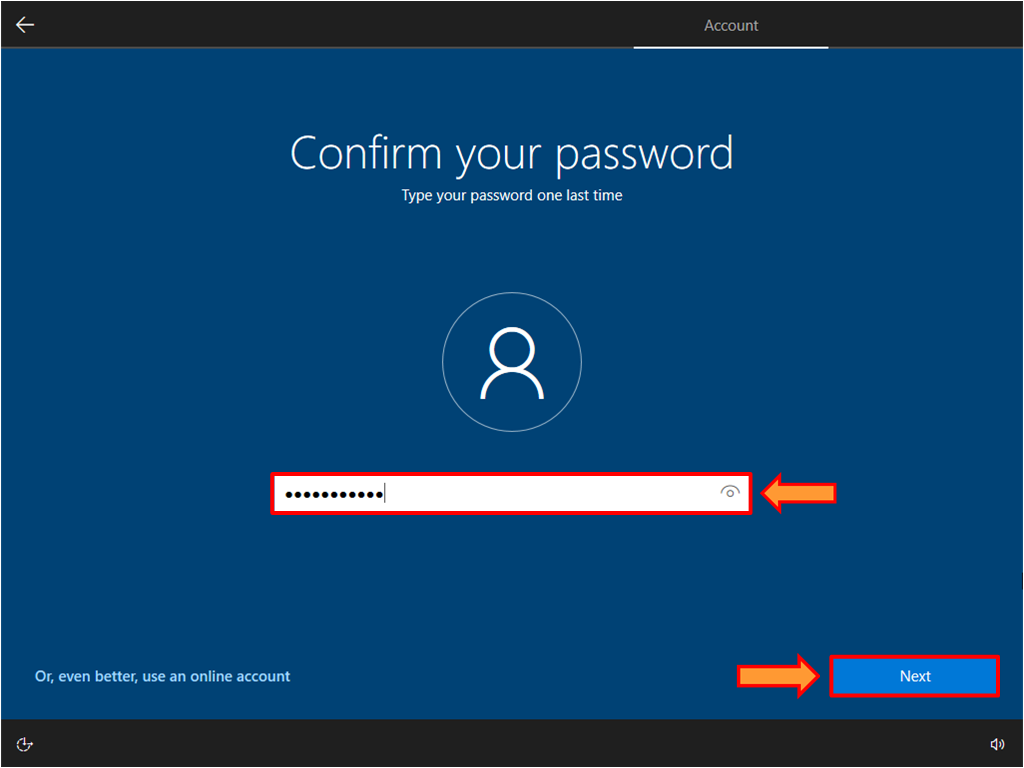 Account
Confirm your password
Type your password one last time
●●●●●●●●●●●
Or, even better, use an online account
Next